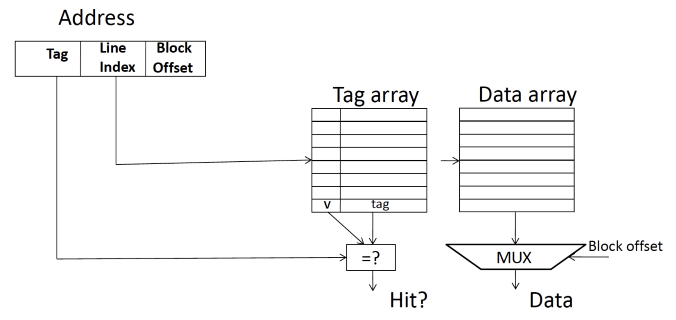 Address
Tag
Line
Index
Block
Offset
Tag array
Data array
v
tag
=?
MUX
Block offset
Hit?
Data